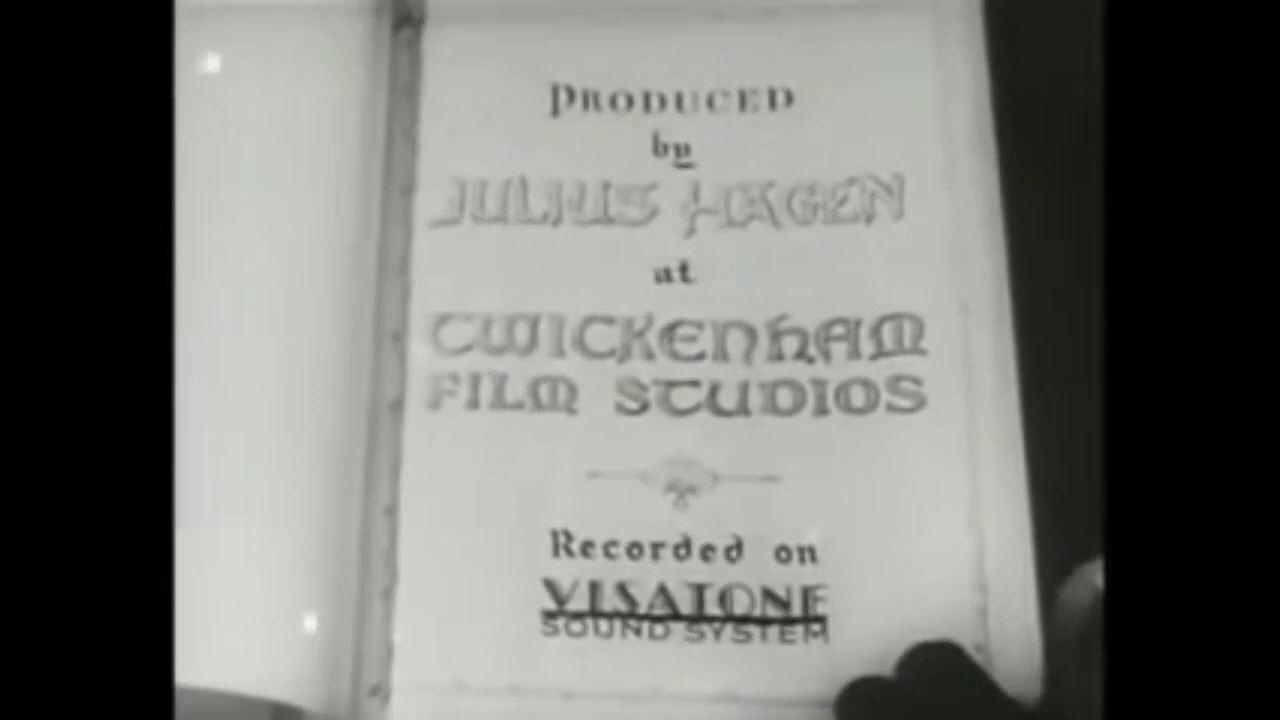 PRODUCED
by
JULIUS HAGEN
at
TWICKENHAM
FILM STUDIOS
Recorded on
VISATONE
SOUND SYSTEM